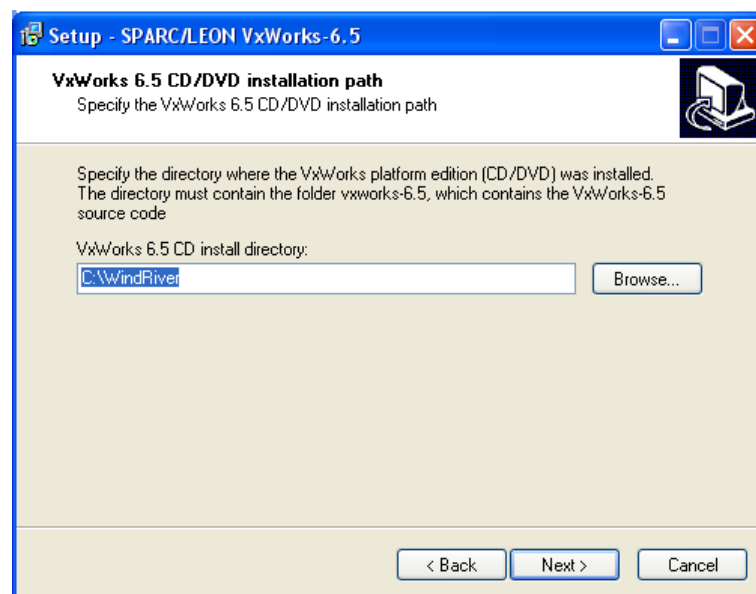 Setup - SPARC/LEON VxWorks-6.5
VxWorks 6.5 CD/DVD installation path
Specify the VxWorks 6.5 CD/DVD installation path
Specify the directory where the VxWorks platform edition (CD/DVD) was installed.
The directory must contain the folder vxworks-6.5, which contains the VxWorks-6.5
source code
VxWorks 6.5 CD install directory:
C:\WindRiver
Browse...
< Back
Next >
Cancel